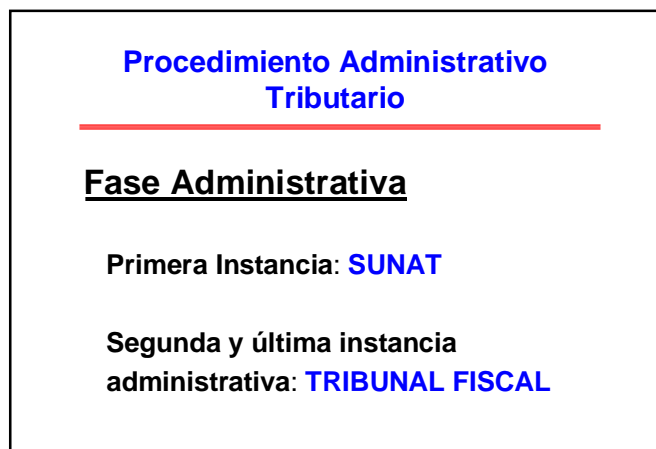 Procedimiento Administrativo
Tributario
Fase Administrativa
Primera Instancia: SUNAT
Segunda y última instancia
administrativa: TRIBUNAL FISCAL